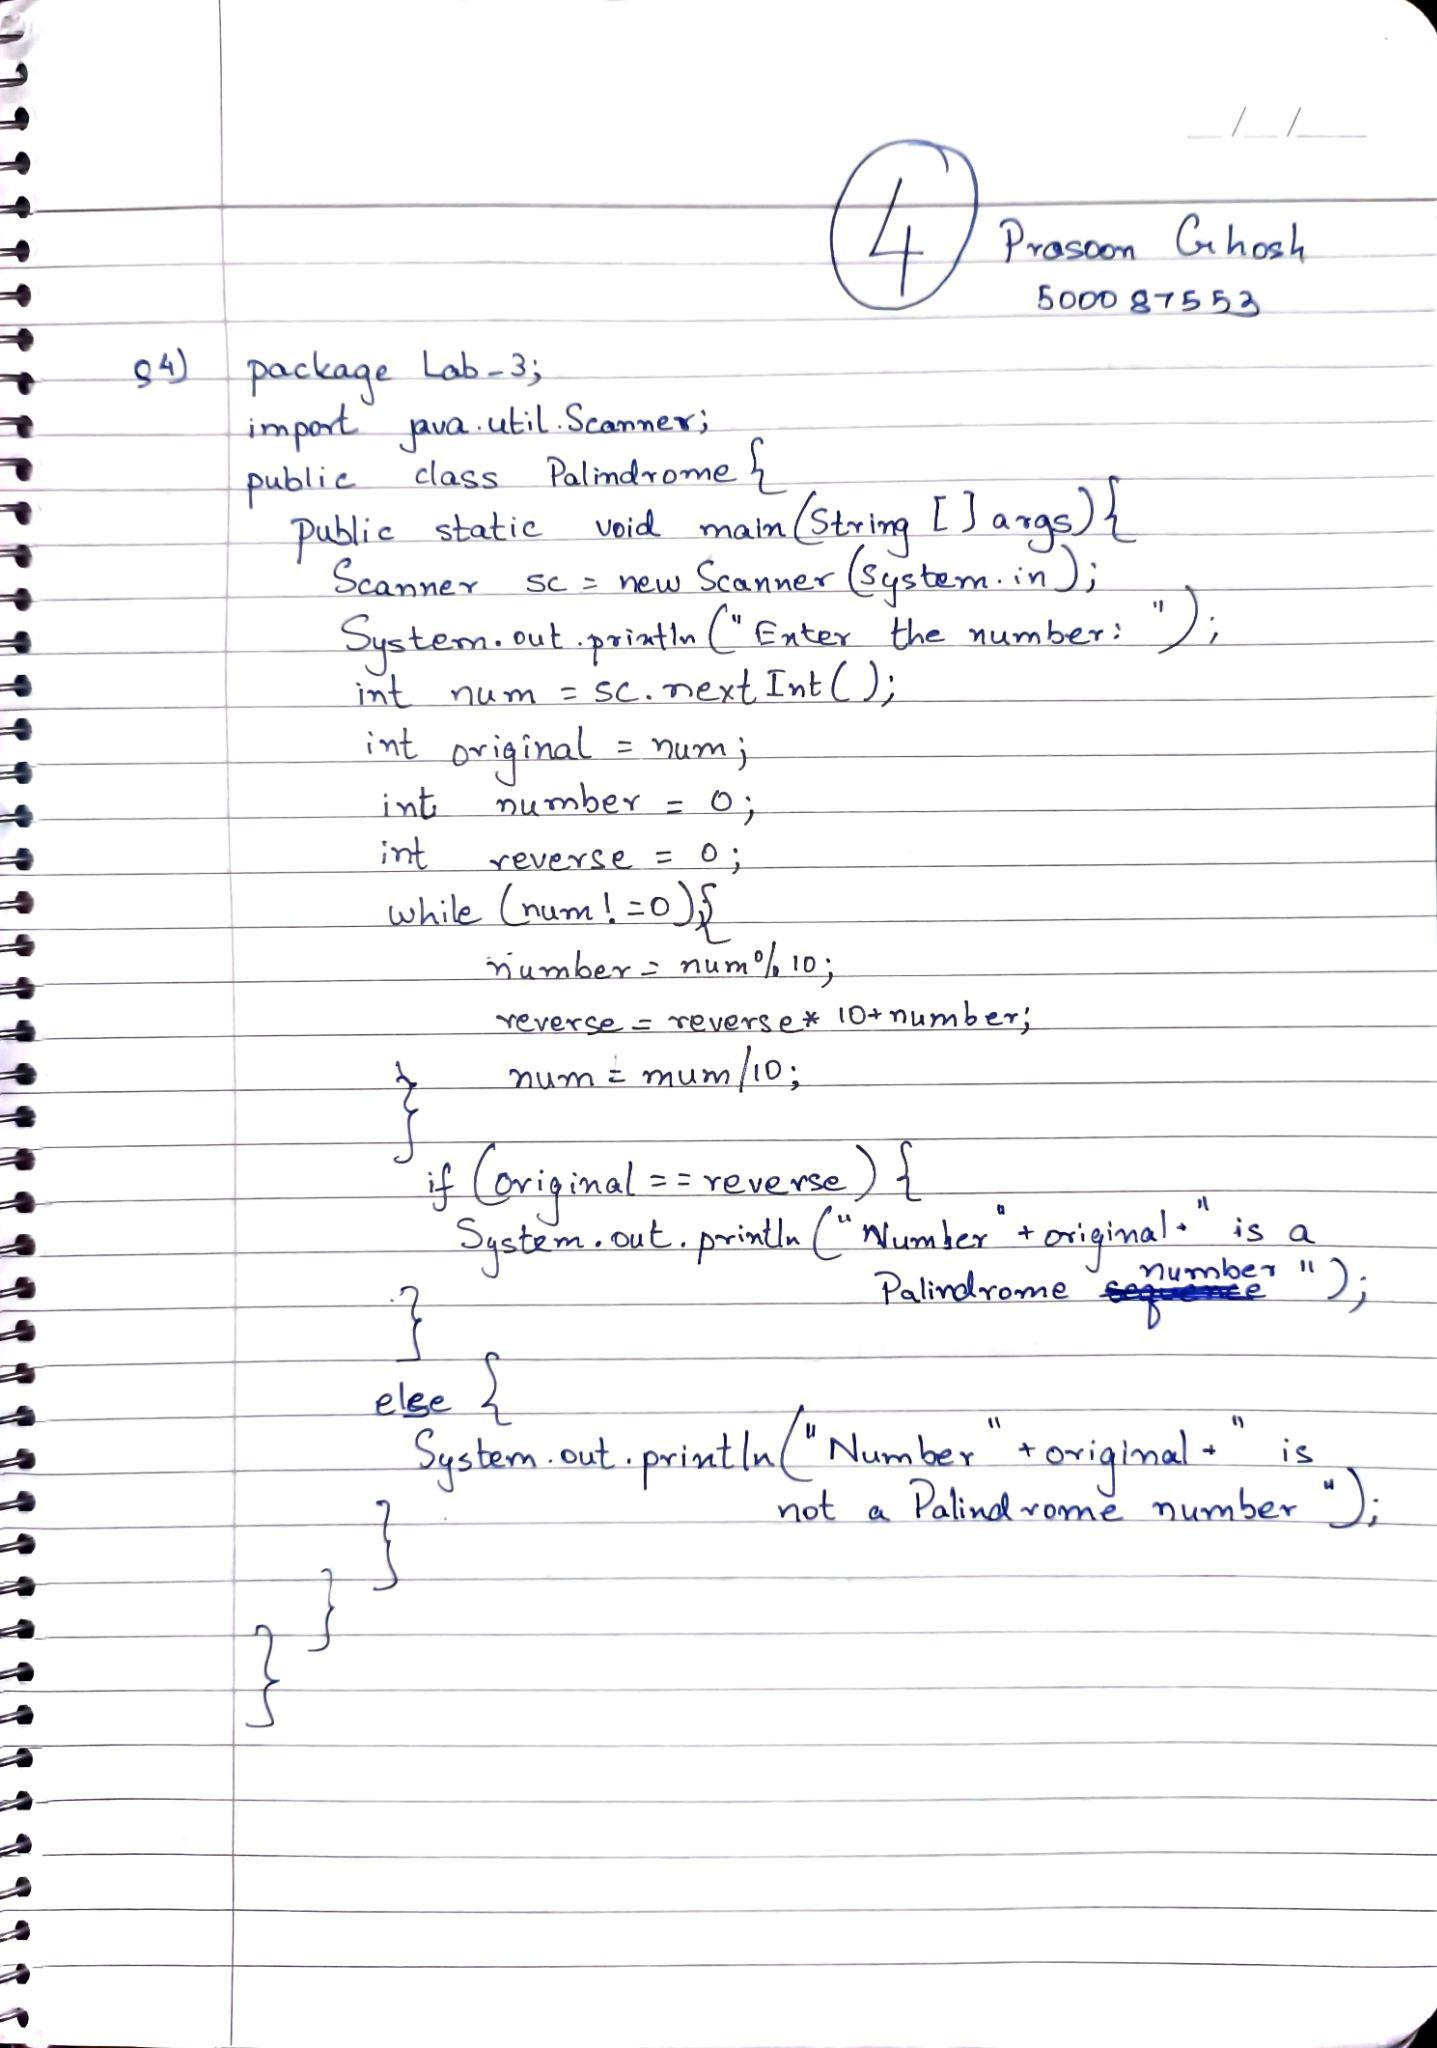 _/_/__
4 Prasoon Ghosh
500087553
Q4) package Lab-3;
import java.util.Scanner;
public class Palindrome {
public static void main (String [] args) {
Scanner sc = new Scanner (System.in);
System.out.println (" Enter the number: ");
int num = sc.nextInt();
int original = num;
int number = 0;
int reverse = 0;
while (num! =0){
number = num%10;
reverse = reverse* 10+number;
} num = mum/10;
if (original == reverse) {
System.out.println ("Number" + original + " is a
Palindrome number ");
}
else {
System.out.println("Number" + original + " is
not a Palindrome number ");
}
}
}